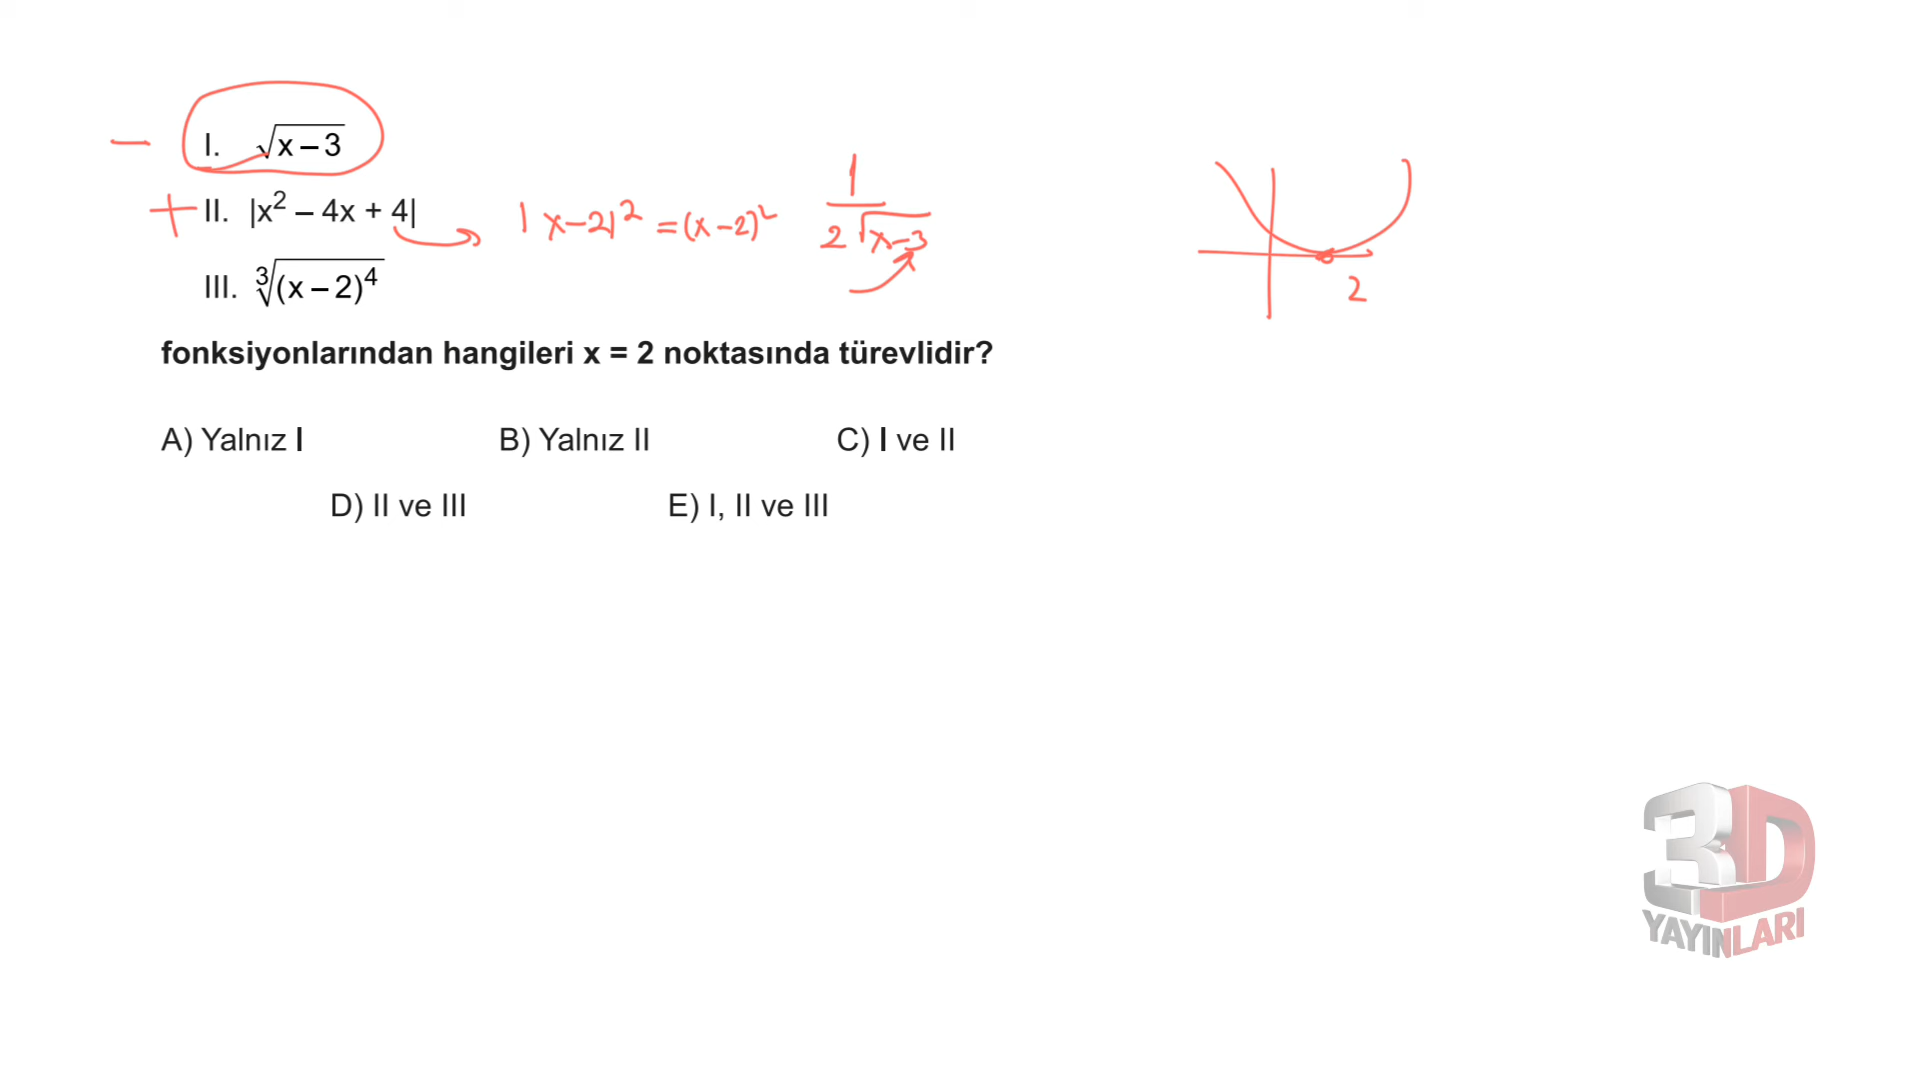 − I. √x – 3
+ II. |x² – 4x + 4| |x−2|² = (x−2)² 1/(2√x−3)
III. ∛(x – 2)⁴
2
fonksiyonlarından hangileri x = 2 noktasında türevlidir?
A) Yalnız I B) Yalnız II C) I ve II
D) II ve III E) I, II ve III
3D
YAYINLARI